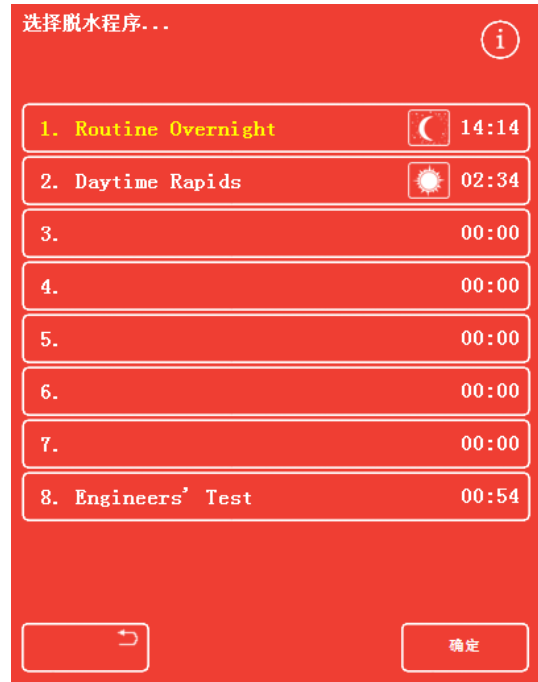 选择脱水程序...
i
1. Routine Overnight 14:14
2. Daytime Rapids 02:34
3. 00:00
4. 00:00
5. 00:00
6. 00:00
7. 00:00
8. Engineers' Test 00:54
确定